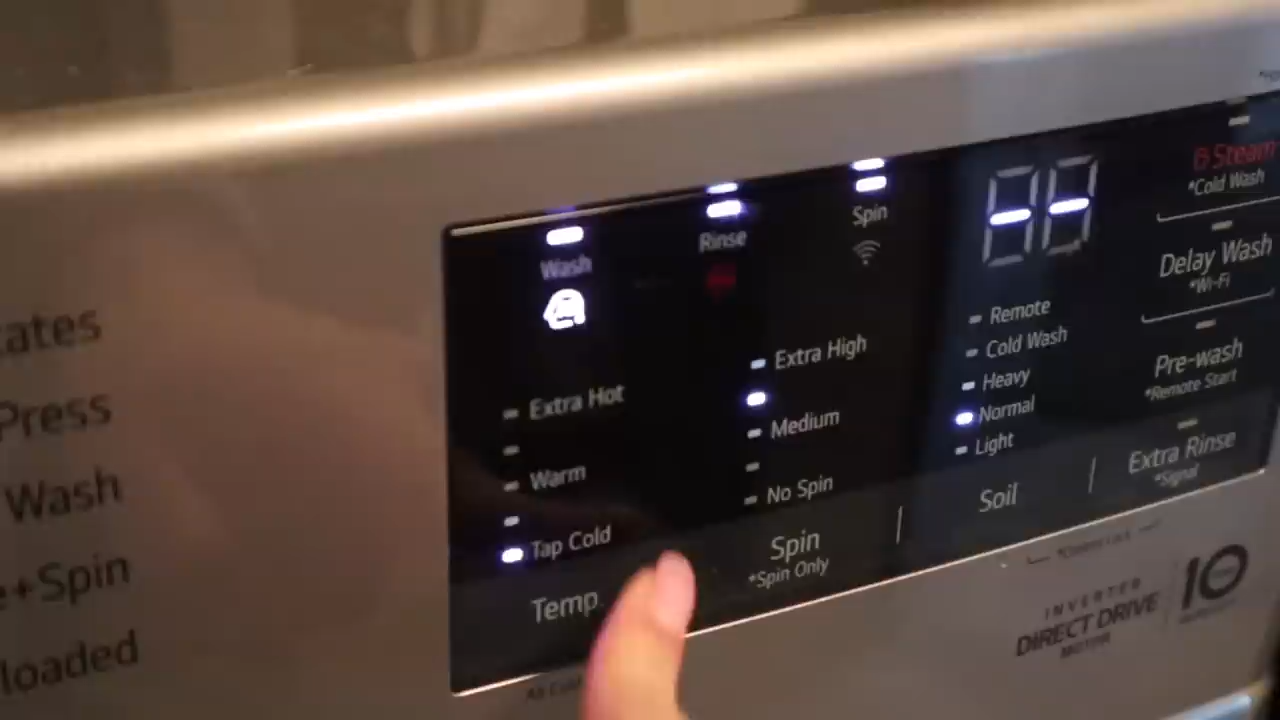 ates
Press
Wash
e+Spin
loaded
Wash
Rinse
Spin
Extra Hot
Warm
Tap Cold
Temp.
Extra High
Medium
No Spin
Spin
*Spin Only
--
Remote
Cold Wash
Heavy
Normal
Light
Soil
Steam
*Cold Wash
Delay Wash
*Wi-Fi
Pre-wash
*Remote Start
Extra Rinse
*Signal
INVERTER
DIRECT DRIVE
MOTOR
10